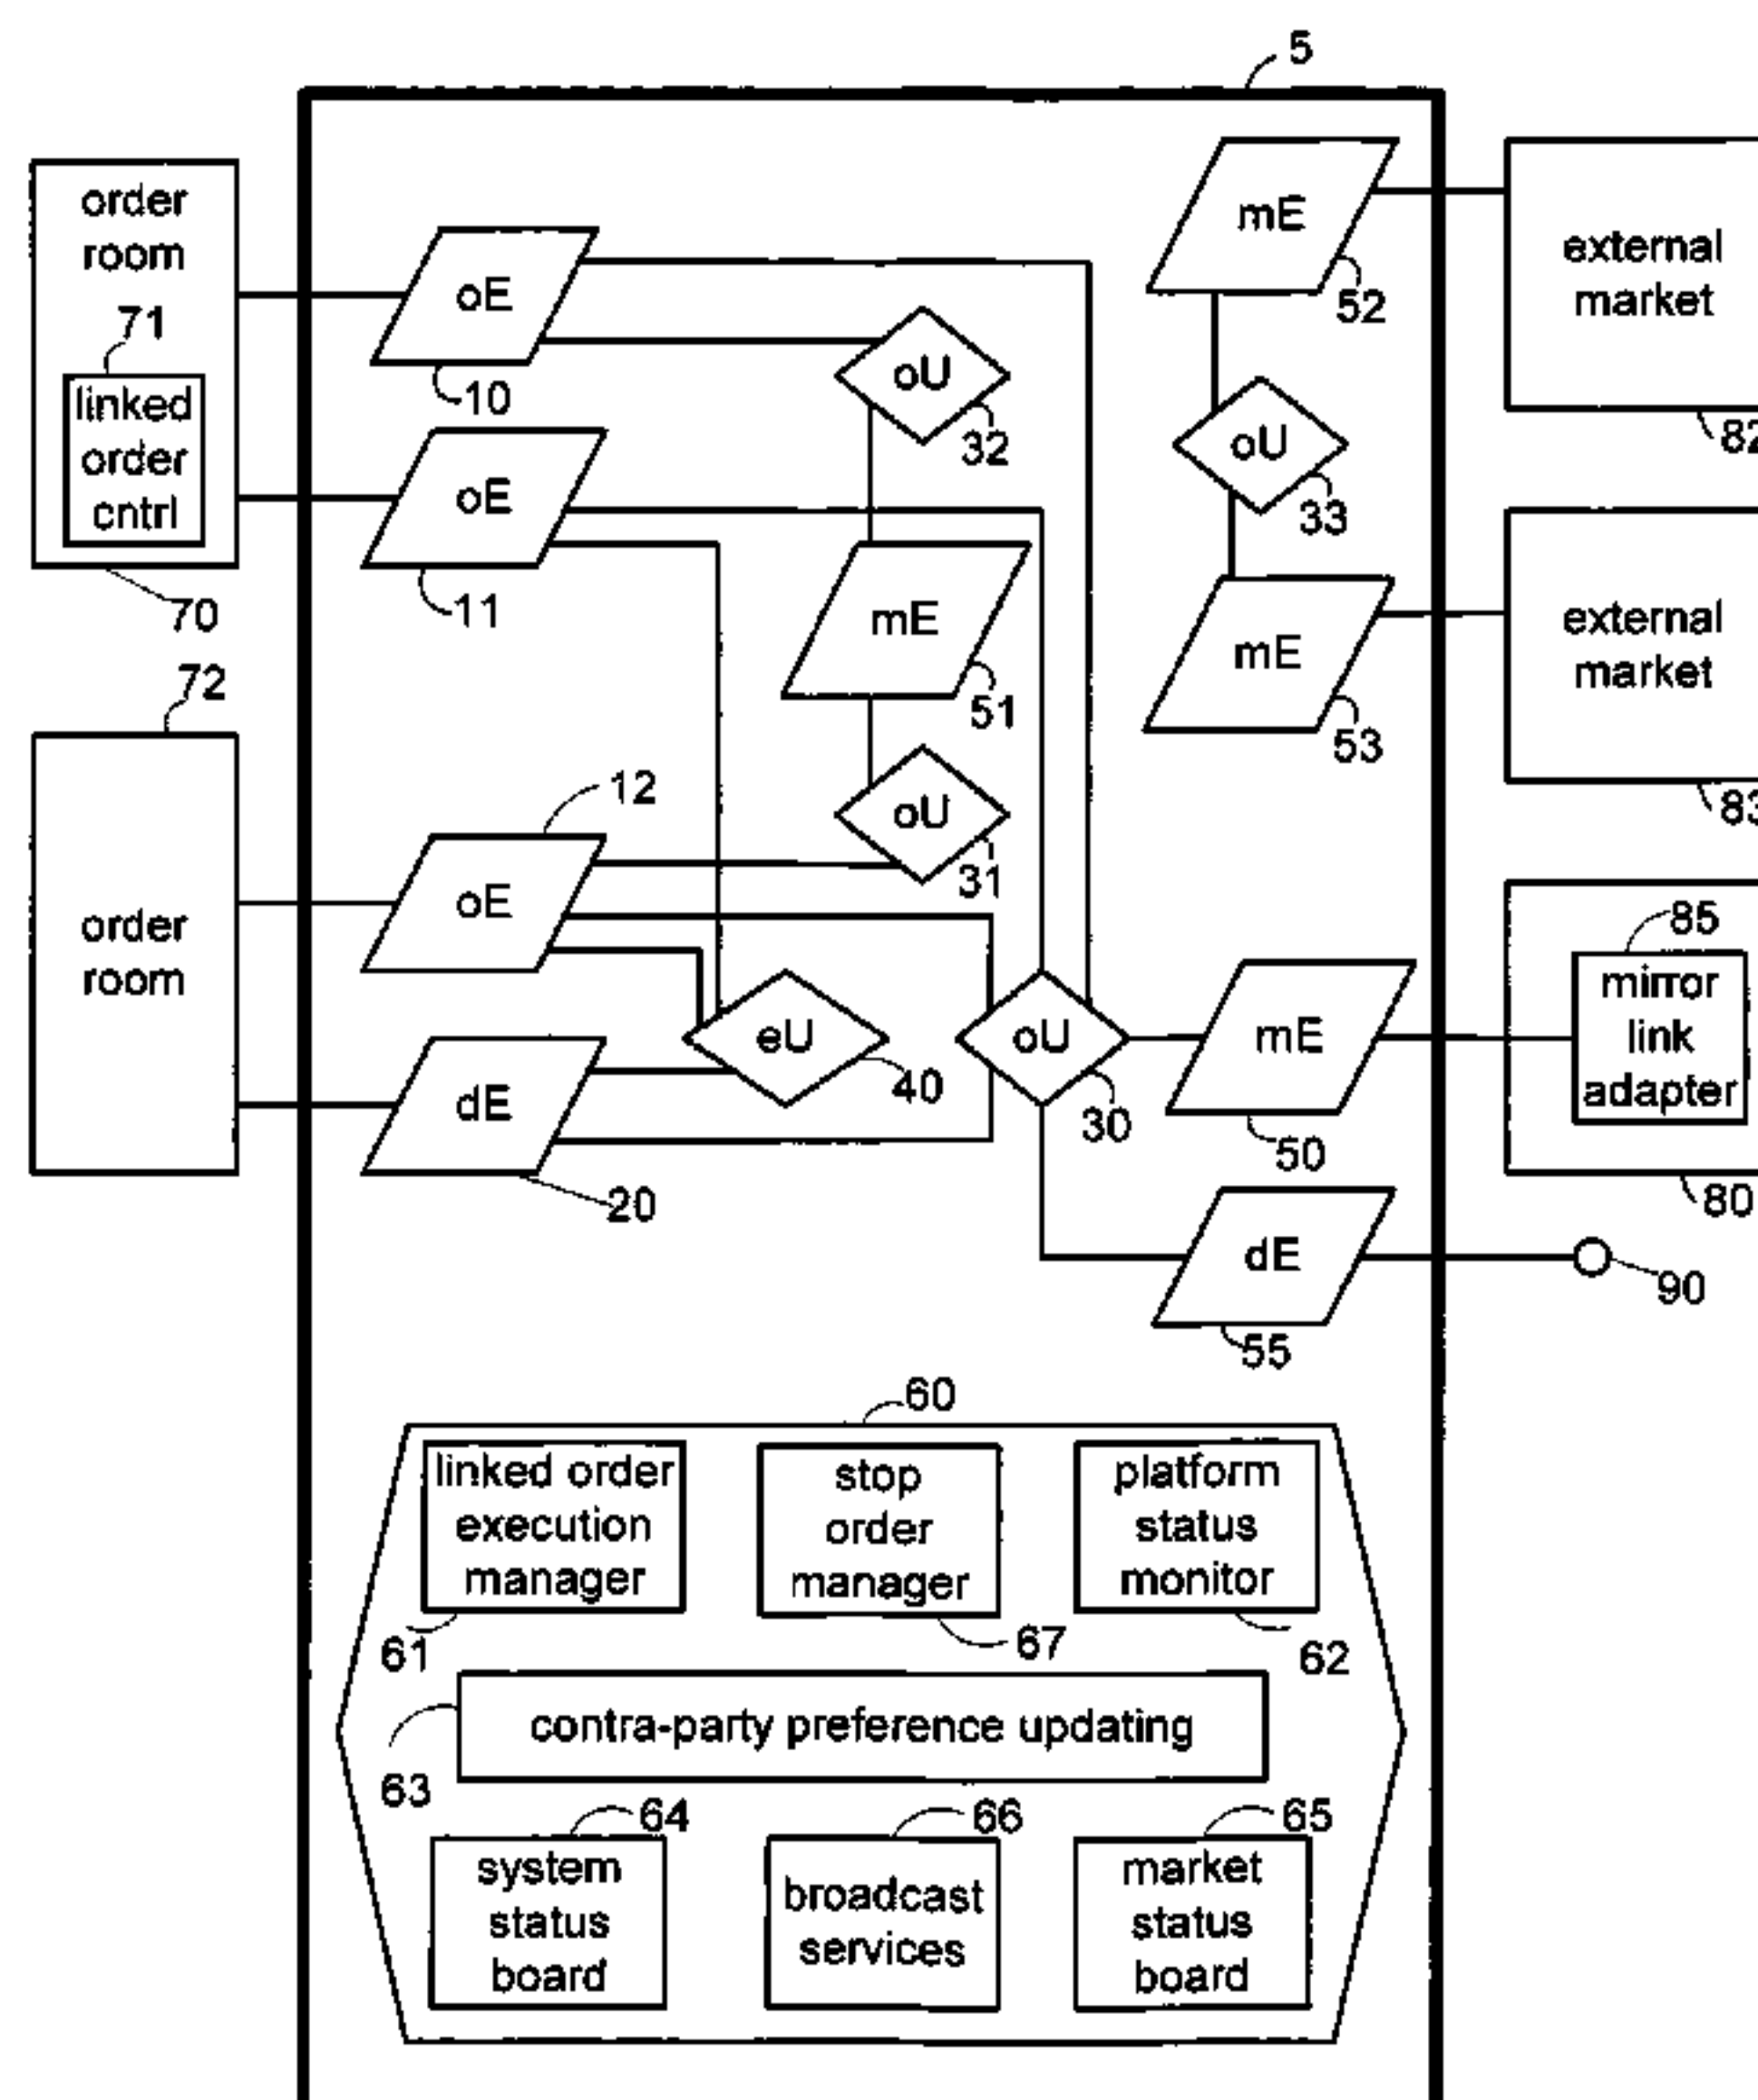 5
order
room
71
linked
order
cntrl
70
oE
10
oE
11
oU
32
mE
52
external
market
82
oU
33
mE
51
mE
53
external
market
83
72
order
room
12
oE
oU
31
dE
20
eU
40
oU
30
mE
50
85
mirror
link
adapter
80
dE
55
90
60
linked order
execution
manager
61
stop
order
manager
67
platform
status
monitor
62
contra-party preference updating
63
64
system
status
board
66
broadcast
services
65
market
status
board